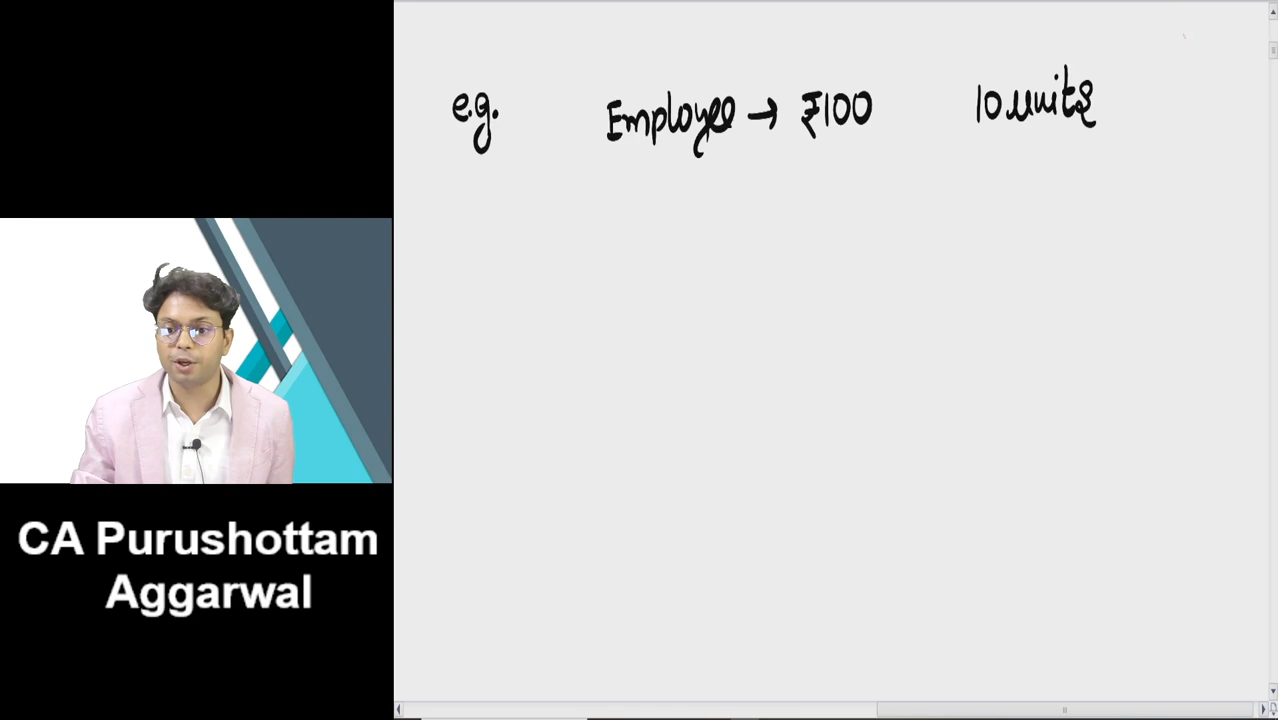 e.g. Employee → ₹100 10 units
CA Purushottam
Aggarwal